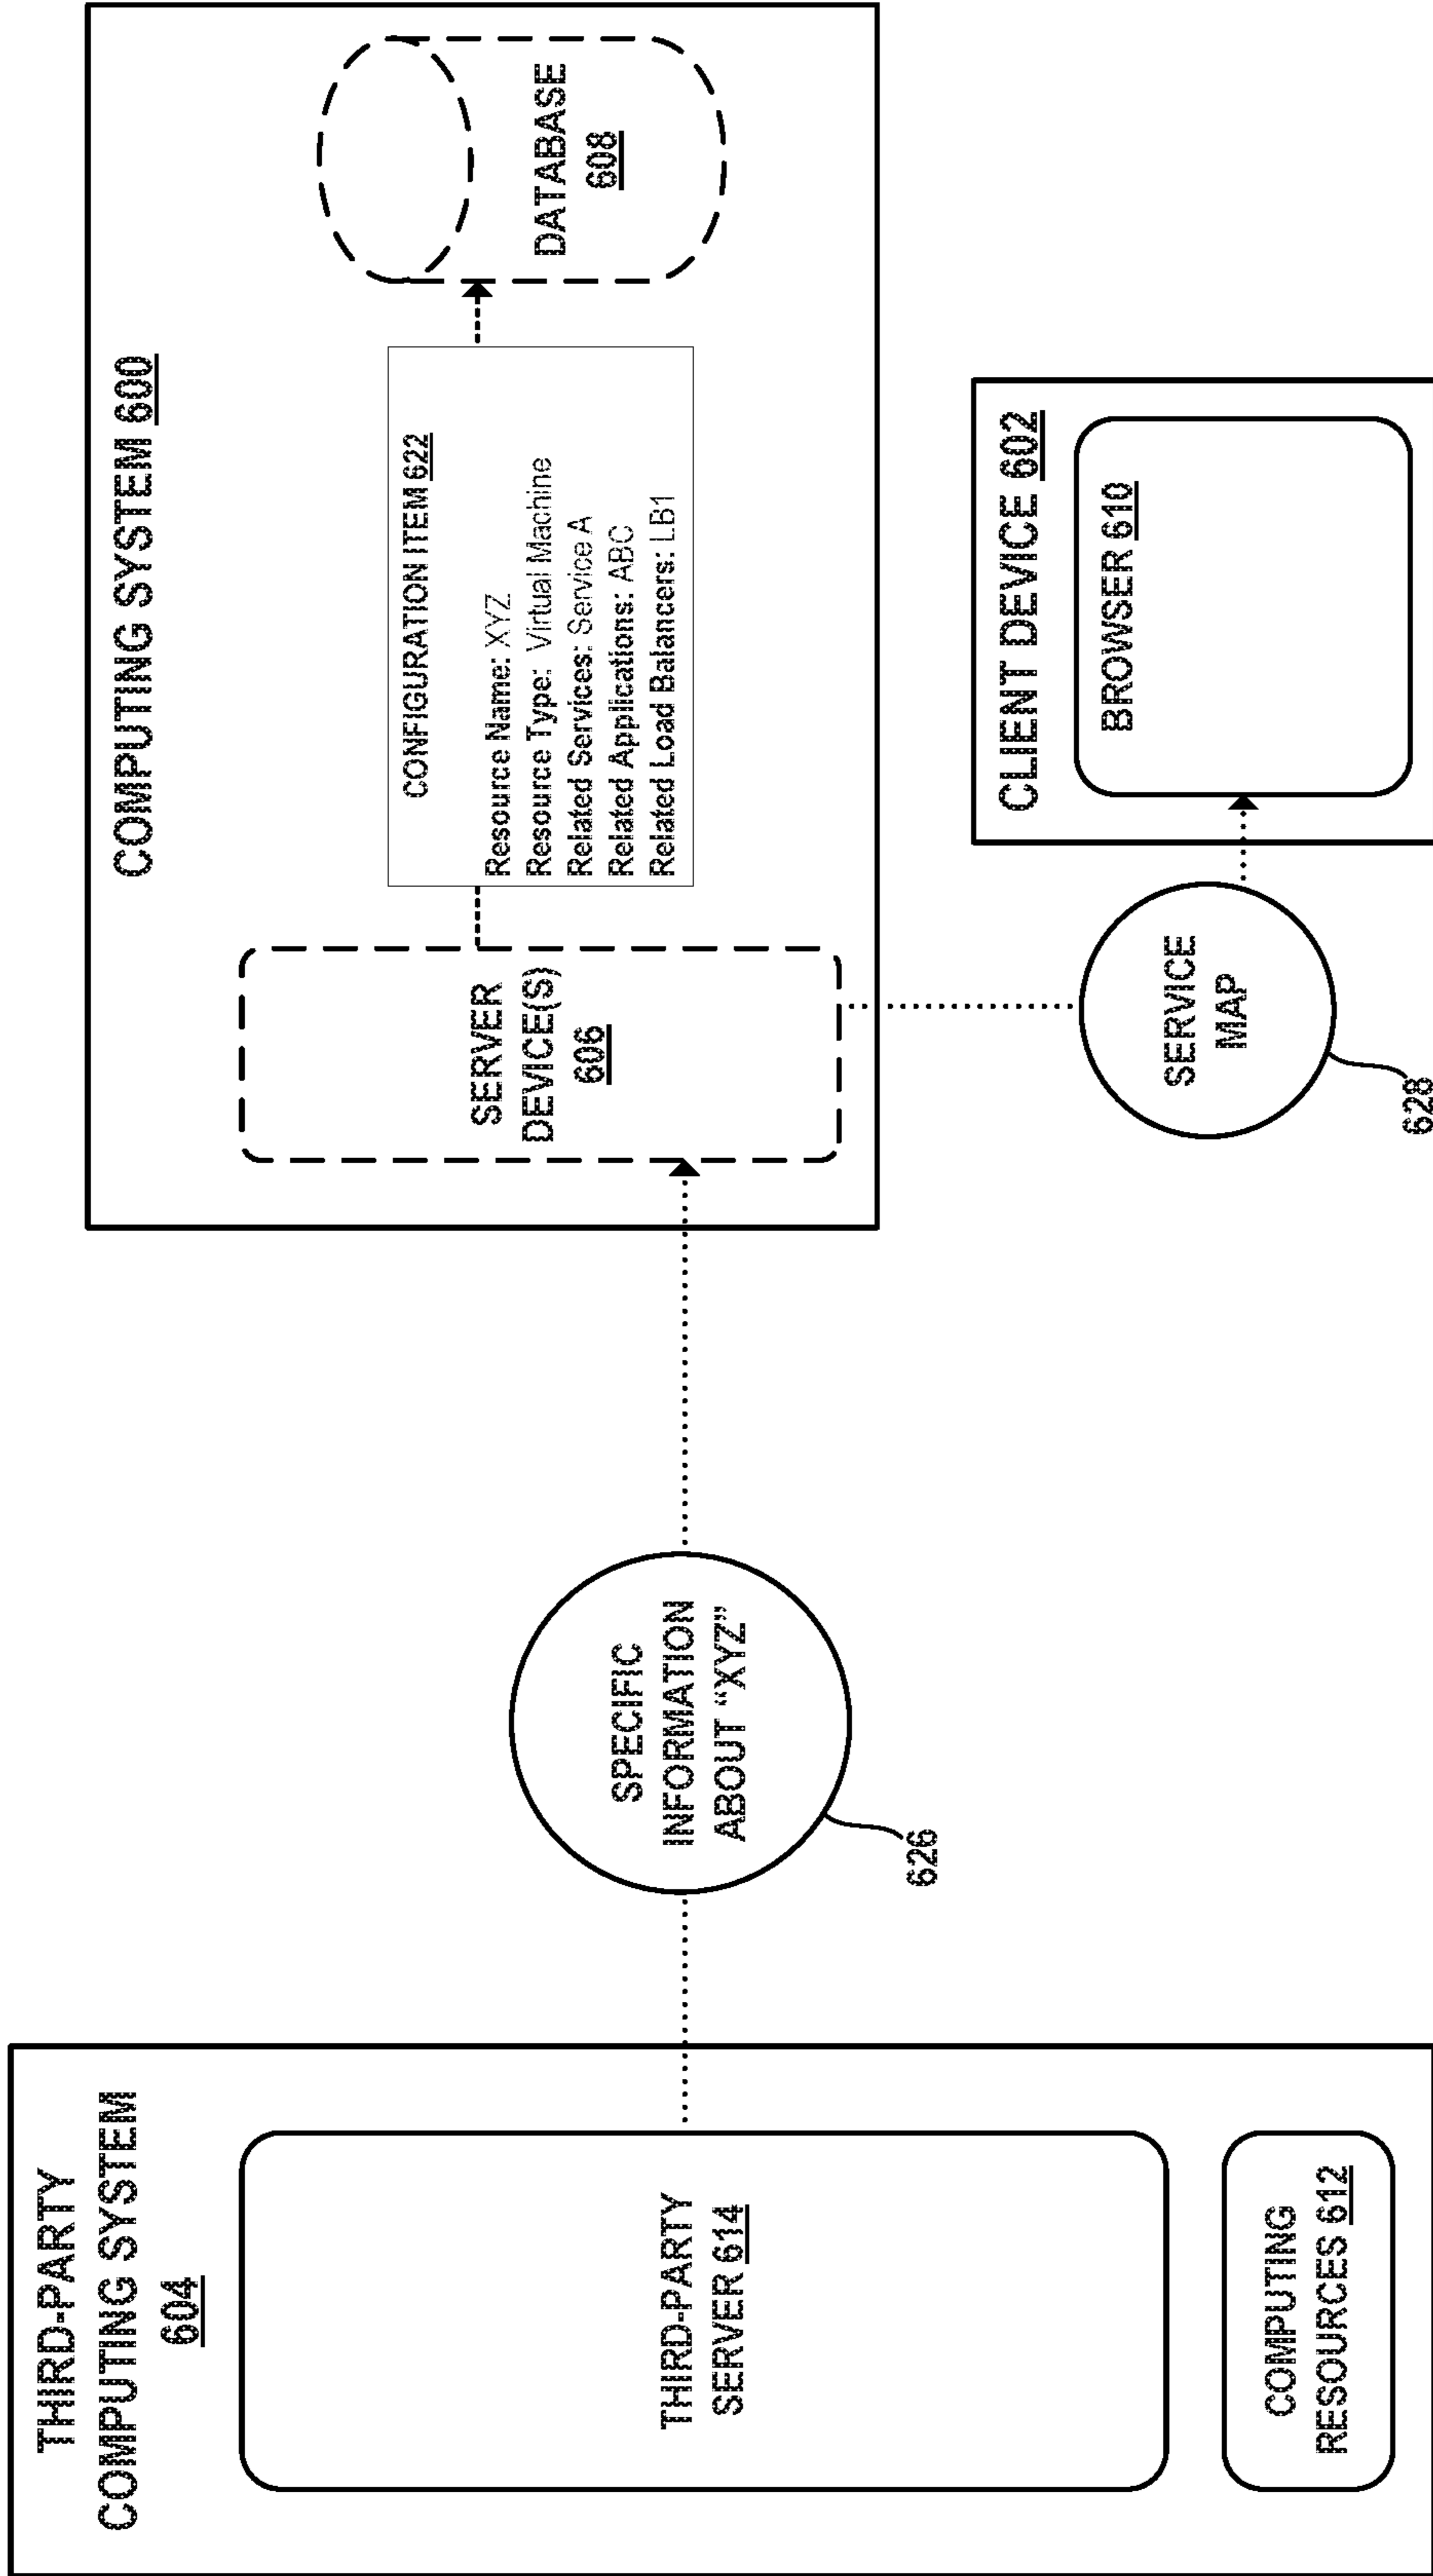 THIRD-PARTY
COMPUTING SYSTEM
604
THIRD-PARTY
SERVER 614
COMPUTING
RESOURCES 612
SPECIFIC
INFORMATION
ABOUT “XYZ”
626
COMPUTING SYSTEM 600
SERVER
DEVICE(S)
606
CONFIGURATION ITEM 622
Resource Name: XYZ
Resource Type: Virtual Machine
Related Services: Service A
Related Applications: ABC
Related Load Balancers: LB1
DATABASE
608
SERVICE
MAP
628
CLIENT DEVICE 602
BROWSER 610